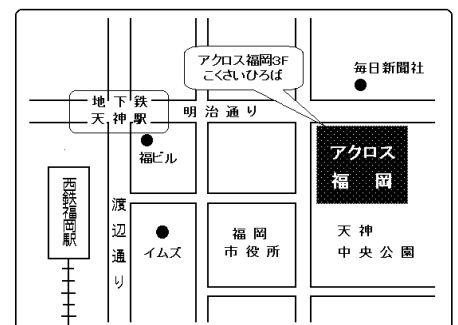 アクロス福岡3F
こくさいひろば
毎日新聞社
地下鉄
天神駅
明治通り
福ビル
アクロス
福岡
西鉄福岡駅
渡辺通り
イムズ
福岡
市役所
天神
中央公園